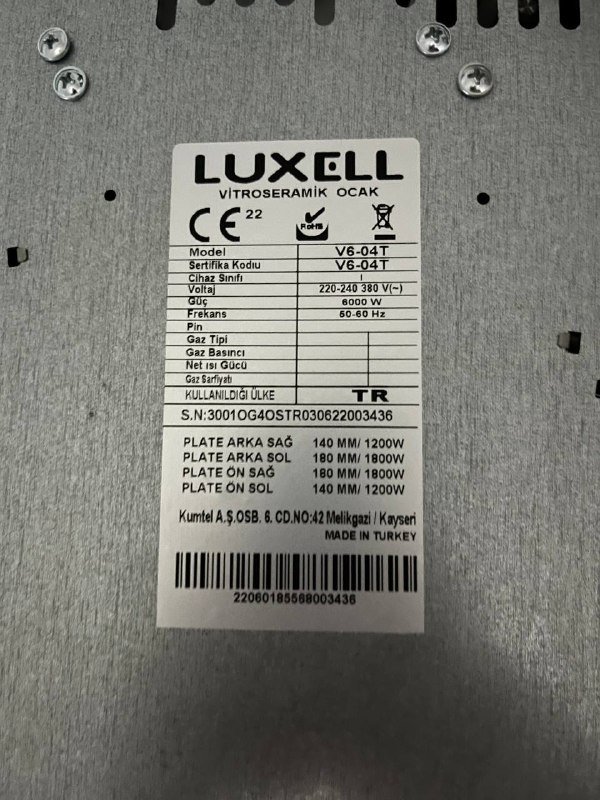 LUXELL
VİTROSERAMİK OCAK
CE 22 RoHS
Model V6-04T
Sertifika Kodıu V6-04T
Cihaz Sınıfı I
Voltaj 220-240 380 V(~)
Güç 6000 W
Frekans 50-60 Hz
Pin
Gaz Tipi
Gaz Basıncı
Net ısı Gücü
Gaz Sarfiyatı
KULLANILDIĞI ÜLKE TR
S.N:3001OG4OSTR030622003436
PLATE ARKA SAĞ 140 MM/ 1200W
PLATE ARKA SOL 180 MM/ 1800W
PLATE ÖN SAĞ 180 MM/ 1800W
PLATE ÖN SOL 140 MM/ 1200W
Kumtel A.Ş.OSB. 6. CD.NO:42 Melikgazi / Kayseri
MADE IN TURKEY
22060185568003436